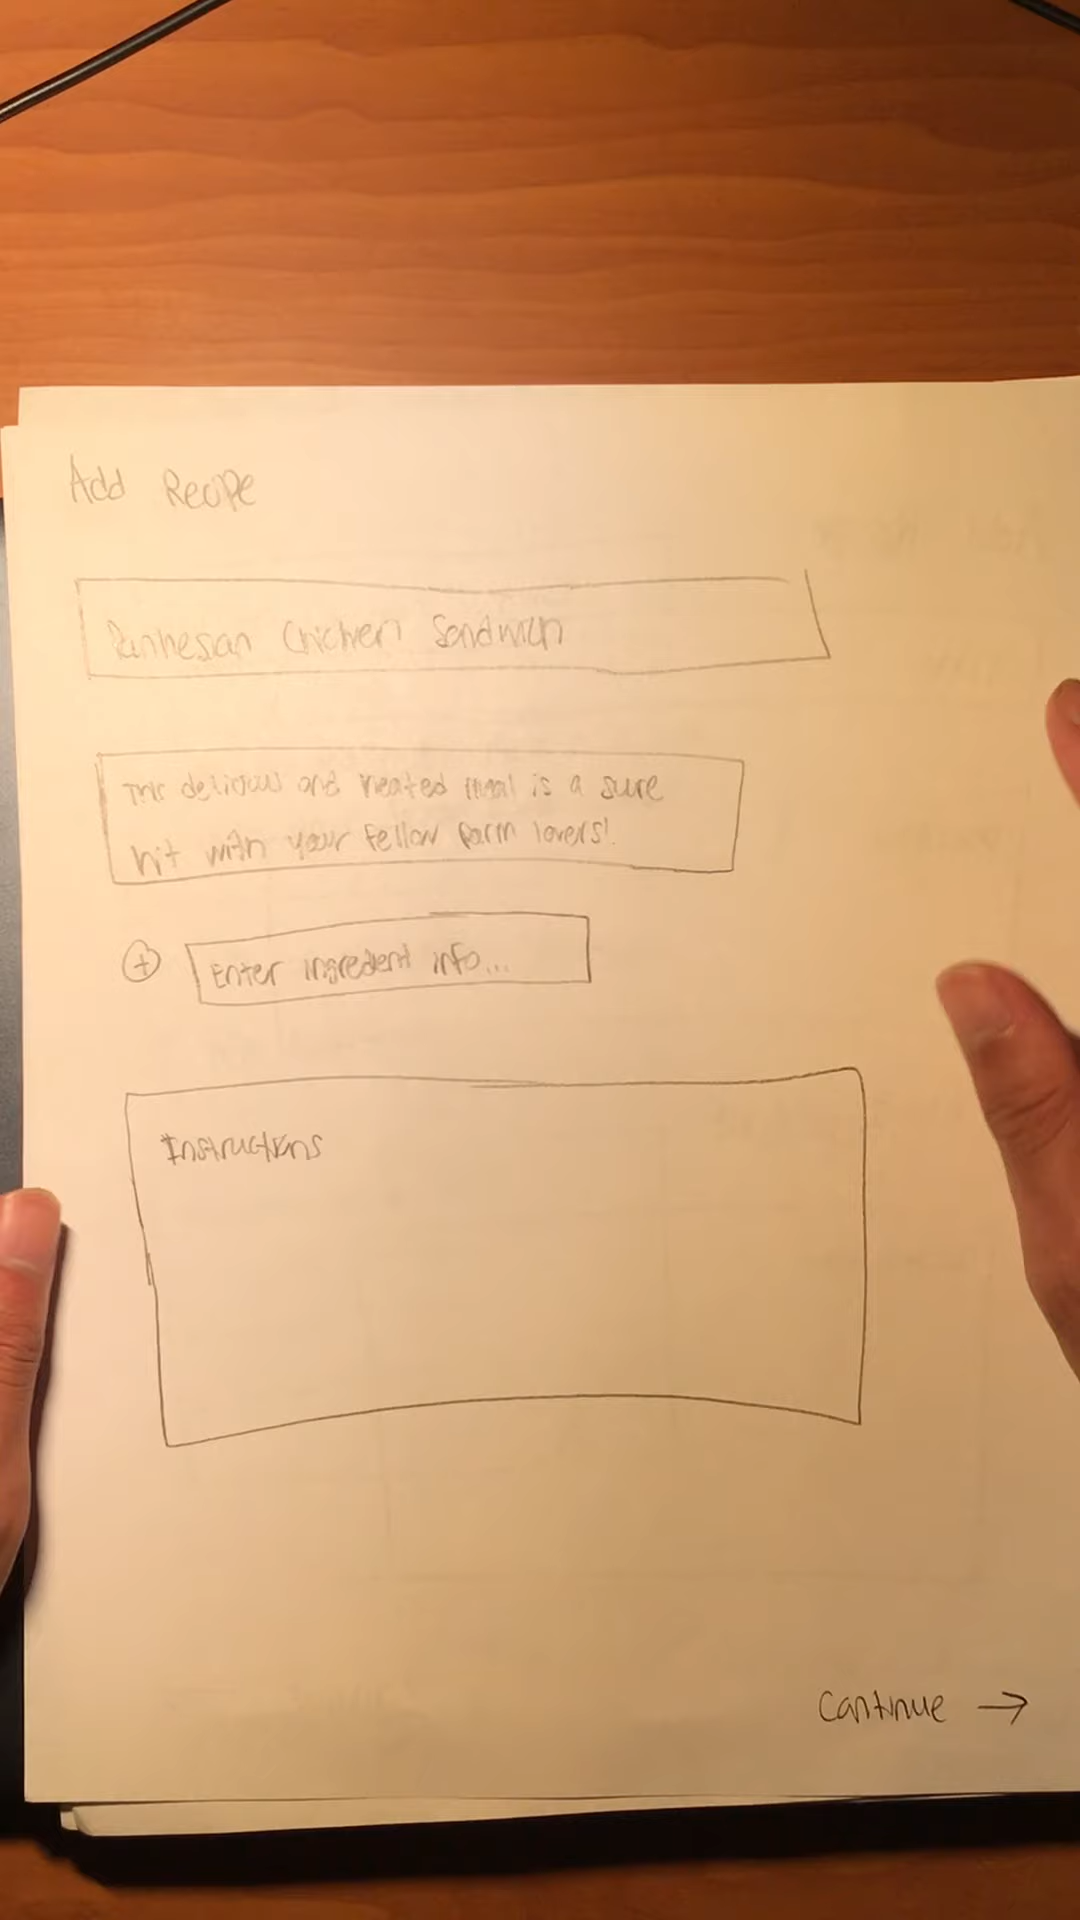 Add Recipe
Parmesan Chicken Sandwich
This delicious and heated meal is a sure
hit with your fellow parm lovers!
+ Enter ingredient info...
Instructions
Continue →